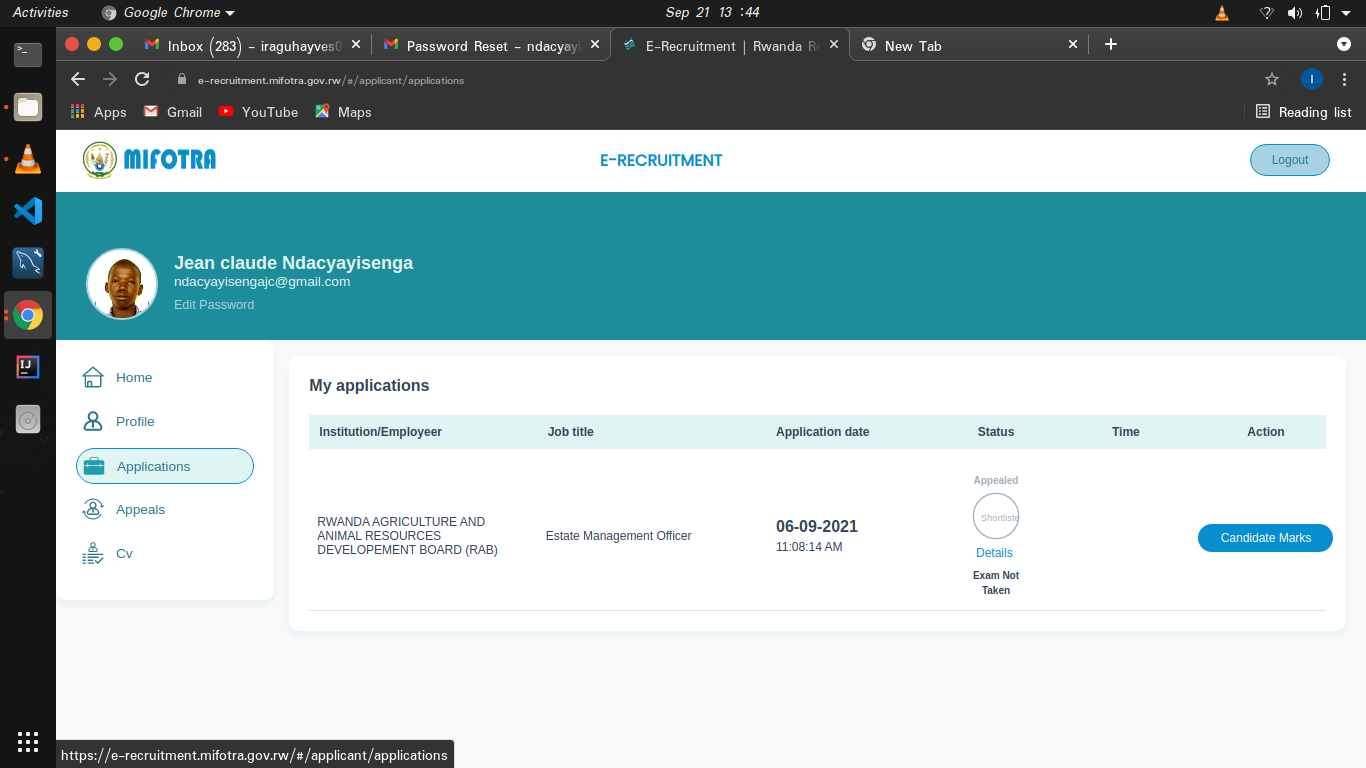 Activities
Google Chrome
Sep 21 13 :44
Inbox (283) – iraguhayves0
Password Reset – ndacyayi
E-Recruitment | Rwanda Re
New Tab
e-recruitment.mifotra.gov.rw/#/applicant/applications
I
Apps
Gmail
YouTube
Maps
Reading list
MIFOTRA
E-RECRUITMENT
Logout
Jean claude Ndacyayisenga
ndacyayisengajc@gmail.com
Edit Password
Home
Profile
Applications
Appeals
Cv
My applications
Institution/Employeer
Job title
Application date
Status
Time
Action
RWANDA AGRICULTURE AND
ANIMAL RESOURCES
DEVELOPEMENT BOARD (RAB)
Estate Management Officer
06-09-2021
11:08:14 AM
Appealed
Shortliste
Details
Exam Not
Taken
Candidate Marks
https://e-recruitment.mifotra.gov.rw/#/applicant/applications